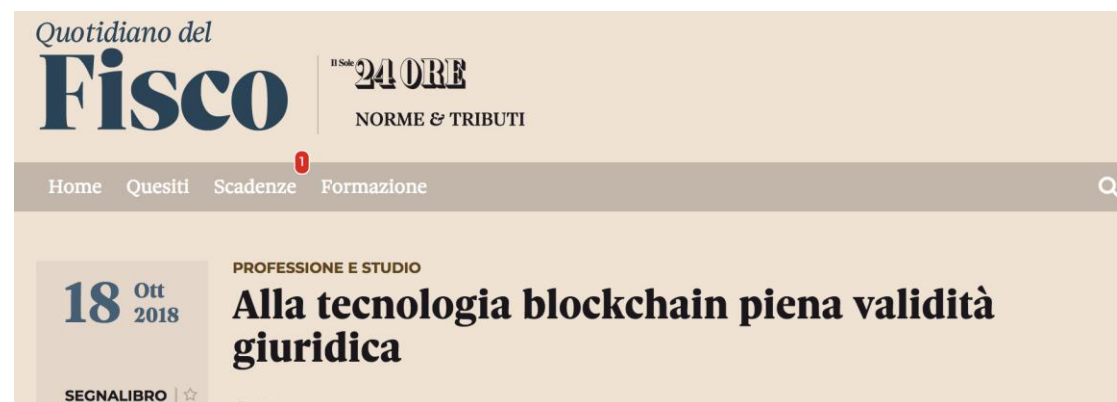 Quotidiano del
Fisco
Il Sole 24 ORE
NORME & TRIBUTI
1
Home Quesiti Scadenze Formazione
PROFESSIONE E STUDIO
18 Ott
2018
Alla tecnologia blockchain piena validità
giuridica
SEGNALIBRO |